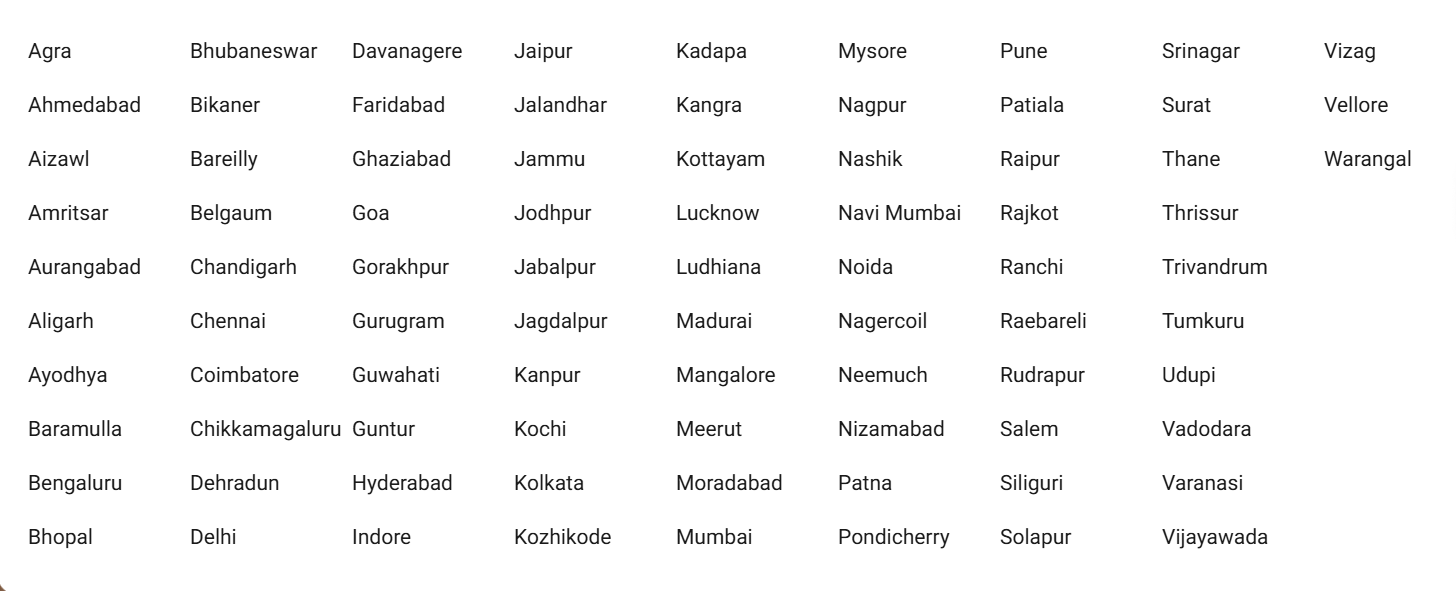 Agra Bhubaneswar Davanagere Jaipur Kadapa Mysore Pune Srinagar Vizag
Ahmedabad Bikaner Faridabad Jalandhar Kangra Nagpur Patiala Surat Vellore
Aizawl Bareilly Ghaziabad Jammu Kottayam Nashik Raipur Thane Warangal
Amritsar Belgaum Goa Jodhpur Lucknow Navi Mumbai Rajkot Thrissur
Aurangabad Chandigarh Gorakhpur Jabalpur Ludhiana Noida Ranchi Trivandrum
Aligarh Chennai Gurugram Jagdalpur Madurai Nagercoil Raebareli Tumkuru
Ayodhya Coimbatore Guwahati Kanpur Mangalore Neemuch Rudrapur Udupi
Baramulla Chikkamagaluru Guntur Kochi Meerut Nizamabad Salem Vadodara
Bengaluru Dehradun Hyderabad Kolkata Moradabad Patna Siliguri Varanasi
Bhopal Delhi Indore Kozhikode Mumbai Pondicherry Solapur Vijayawada